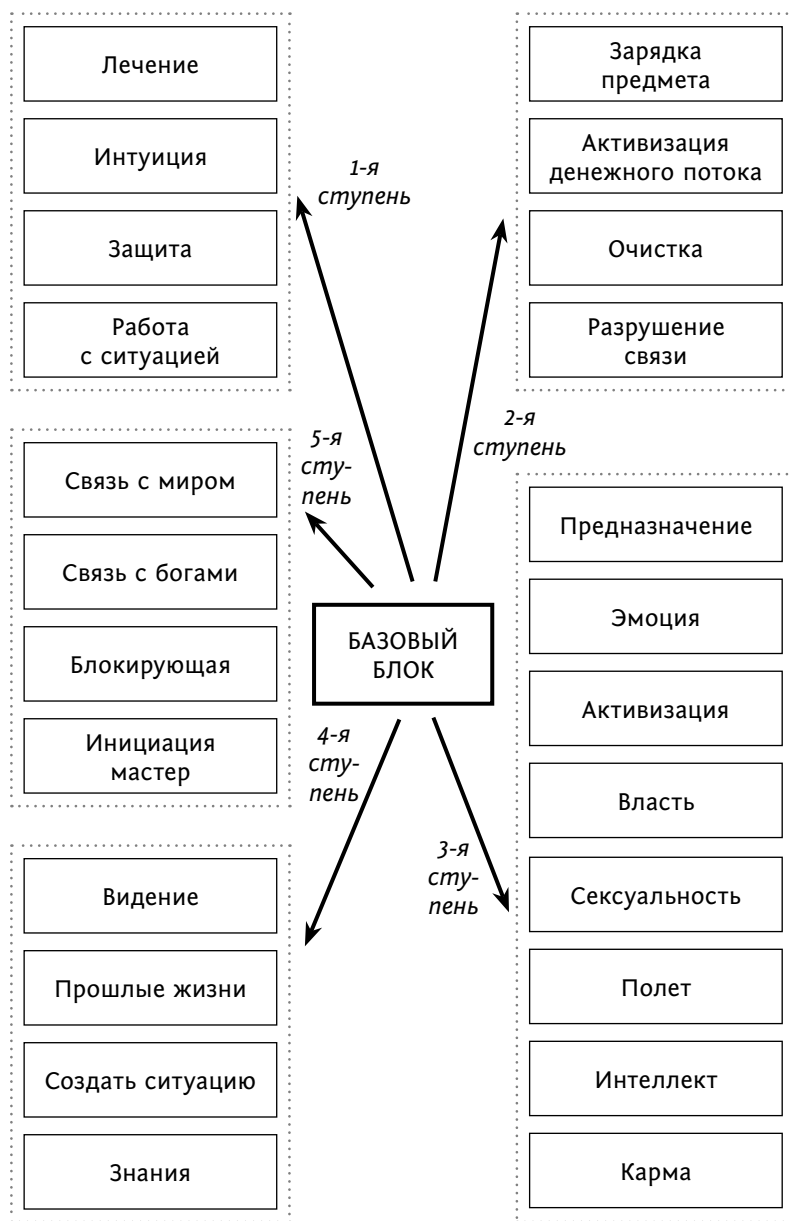 Лечение
Интуиция
Защита
Работа
с ситуацией
1-я
ступень
Зарядка
предмета
Активизация
денежного потока
Очистка
Разрушение
связи
2-я
ступень
5-я
сту-
пень
Связь с миром
Связь с богами
Блокирующая
Инициация
мастер
БАЗОВЫЙ
БЛОК
Предназначение
Эмоция
Активизация
Власть
Сексуальность
Полет
Интеллект
Карма
3-я
сту-
пень
4-я
сту-
пень
Видение
Прошлые жизни
Создать ситуацию
Знания